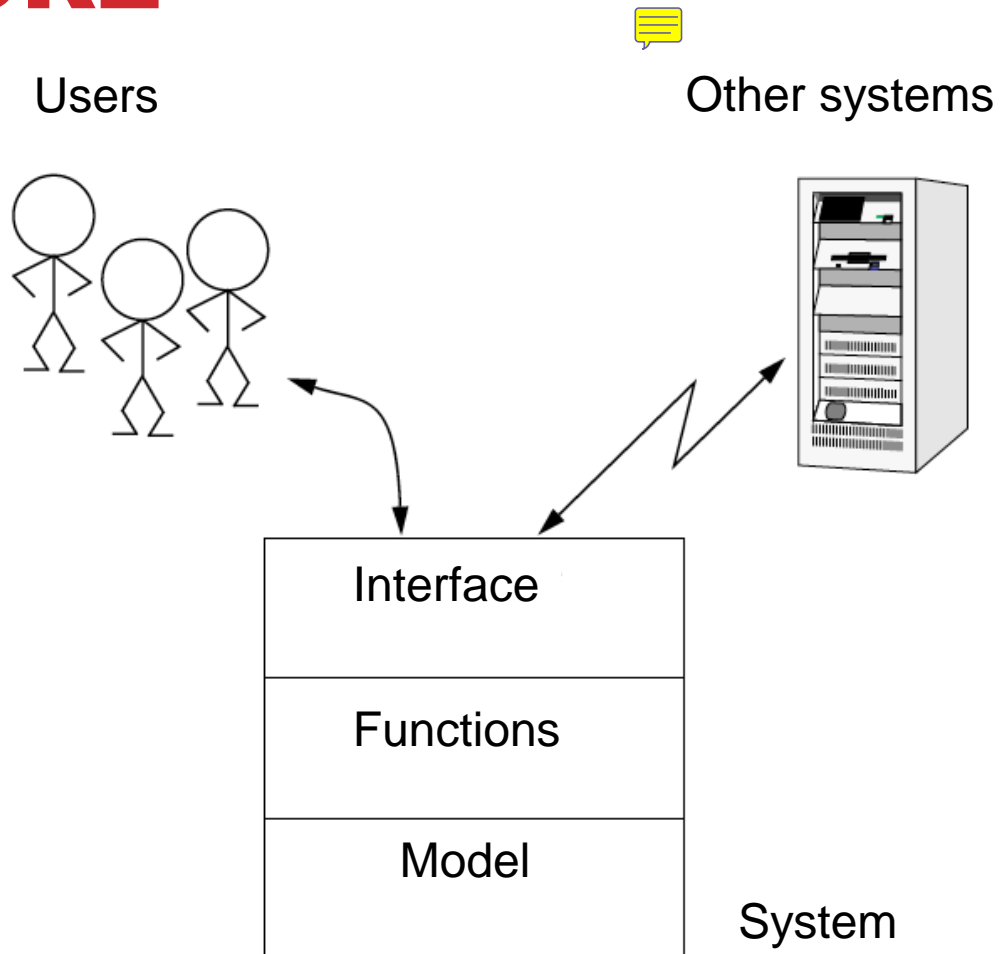 Users
Other systems
Interface
Functions
Model
System